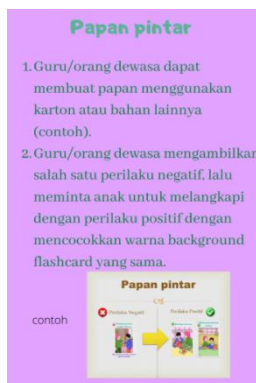 Papan pintar
1. Guru/orang dewasa dapat
membuat papan menggunakan
karton atau bahan lainnya
(contoh).
2. Guru/orang dewasa mengambilkan
salah satu perilaku negatif, lalu
meminta anak untuk melangkapi
dengan perilaku positif dengan
mencocokkan warna background
flashcard yang sama.
contoh
Papan pintar
Perilaku Negatif
Perilaku Positif